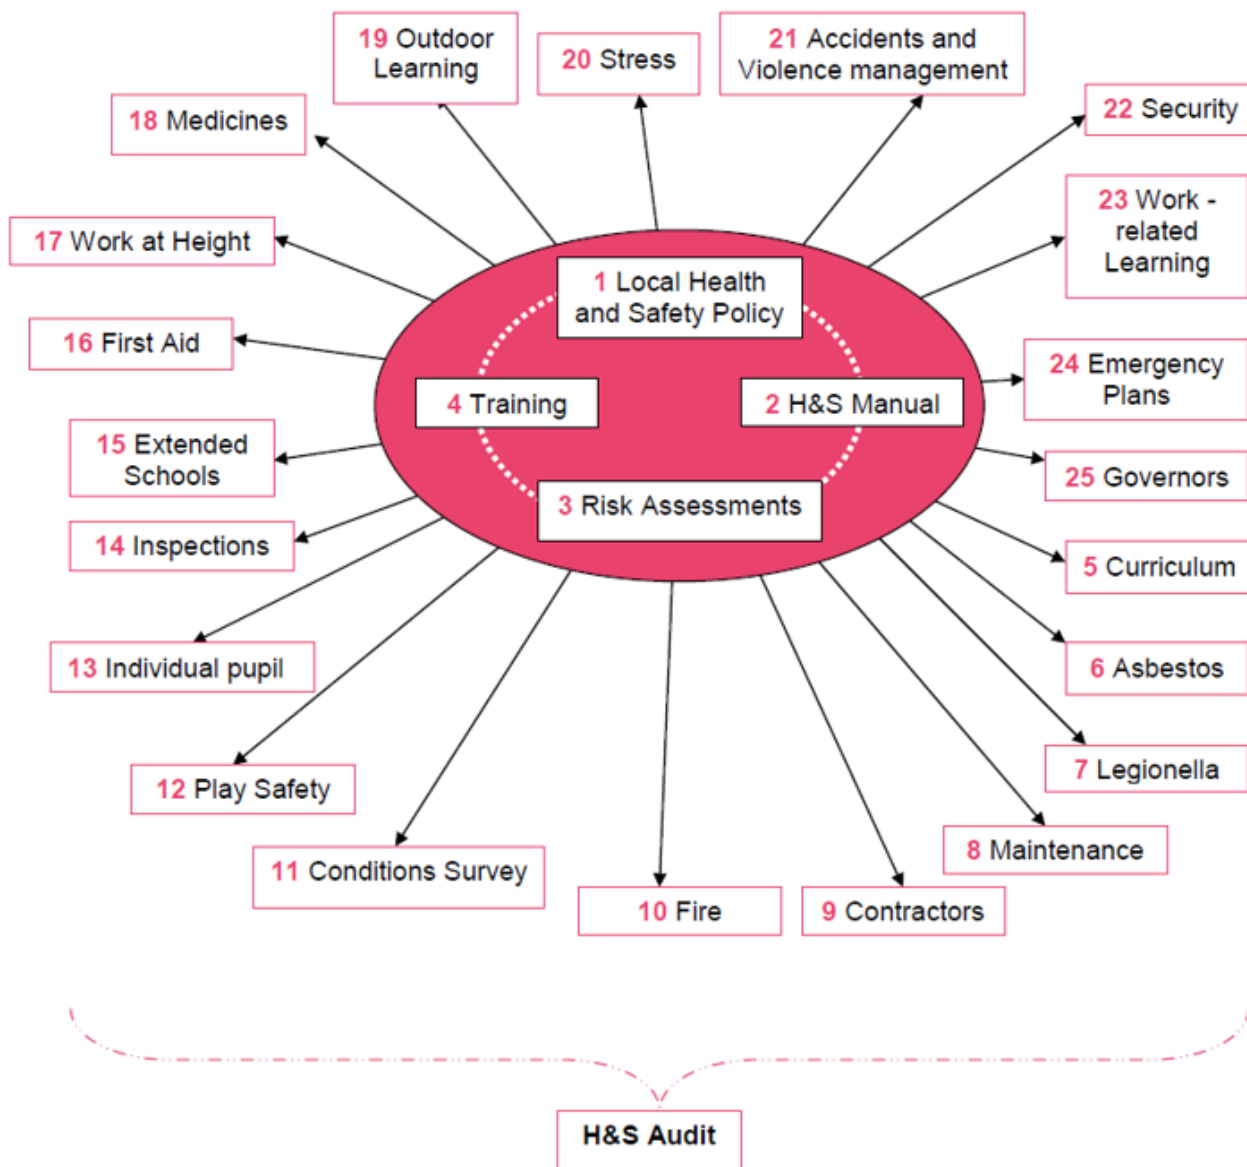 19 Outdoor
Learning
20 Stress
21 Accidents and
Violence management
18 Medicines
22 Security
23 Work -
related
Learning
17 Work at Height
1 Local Health
and Safety Policy
16 First Aid
24 Emergency
Plans
4 Training
2 H&S Manual
15 Extended
Schools
25 Governors
3 Risk Assessments
14 Inspections
5 Curriculum
13 Individual pupil
6 Asbestos
7 Legionella
12 Play Safety
8 Maintenance
11 Conditions Survey
10 Fire
9 Contractors
H&S Audit